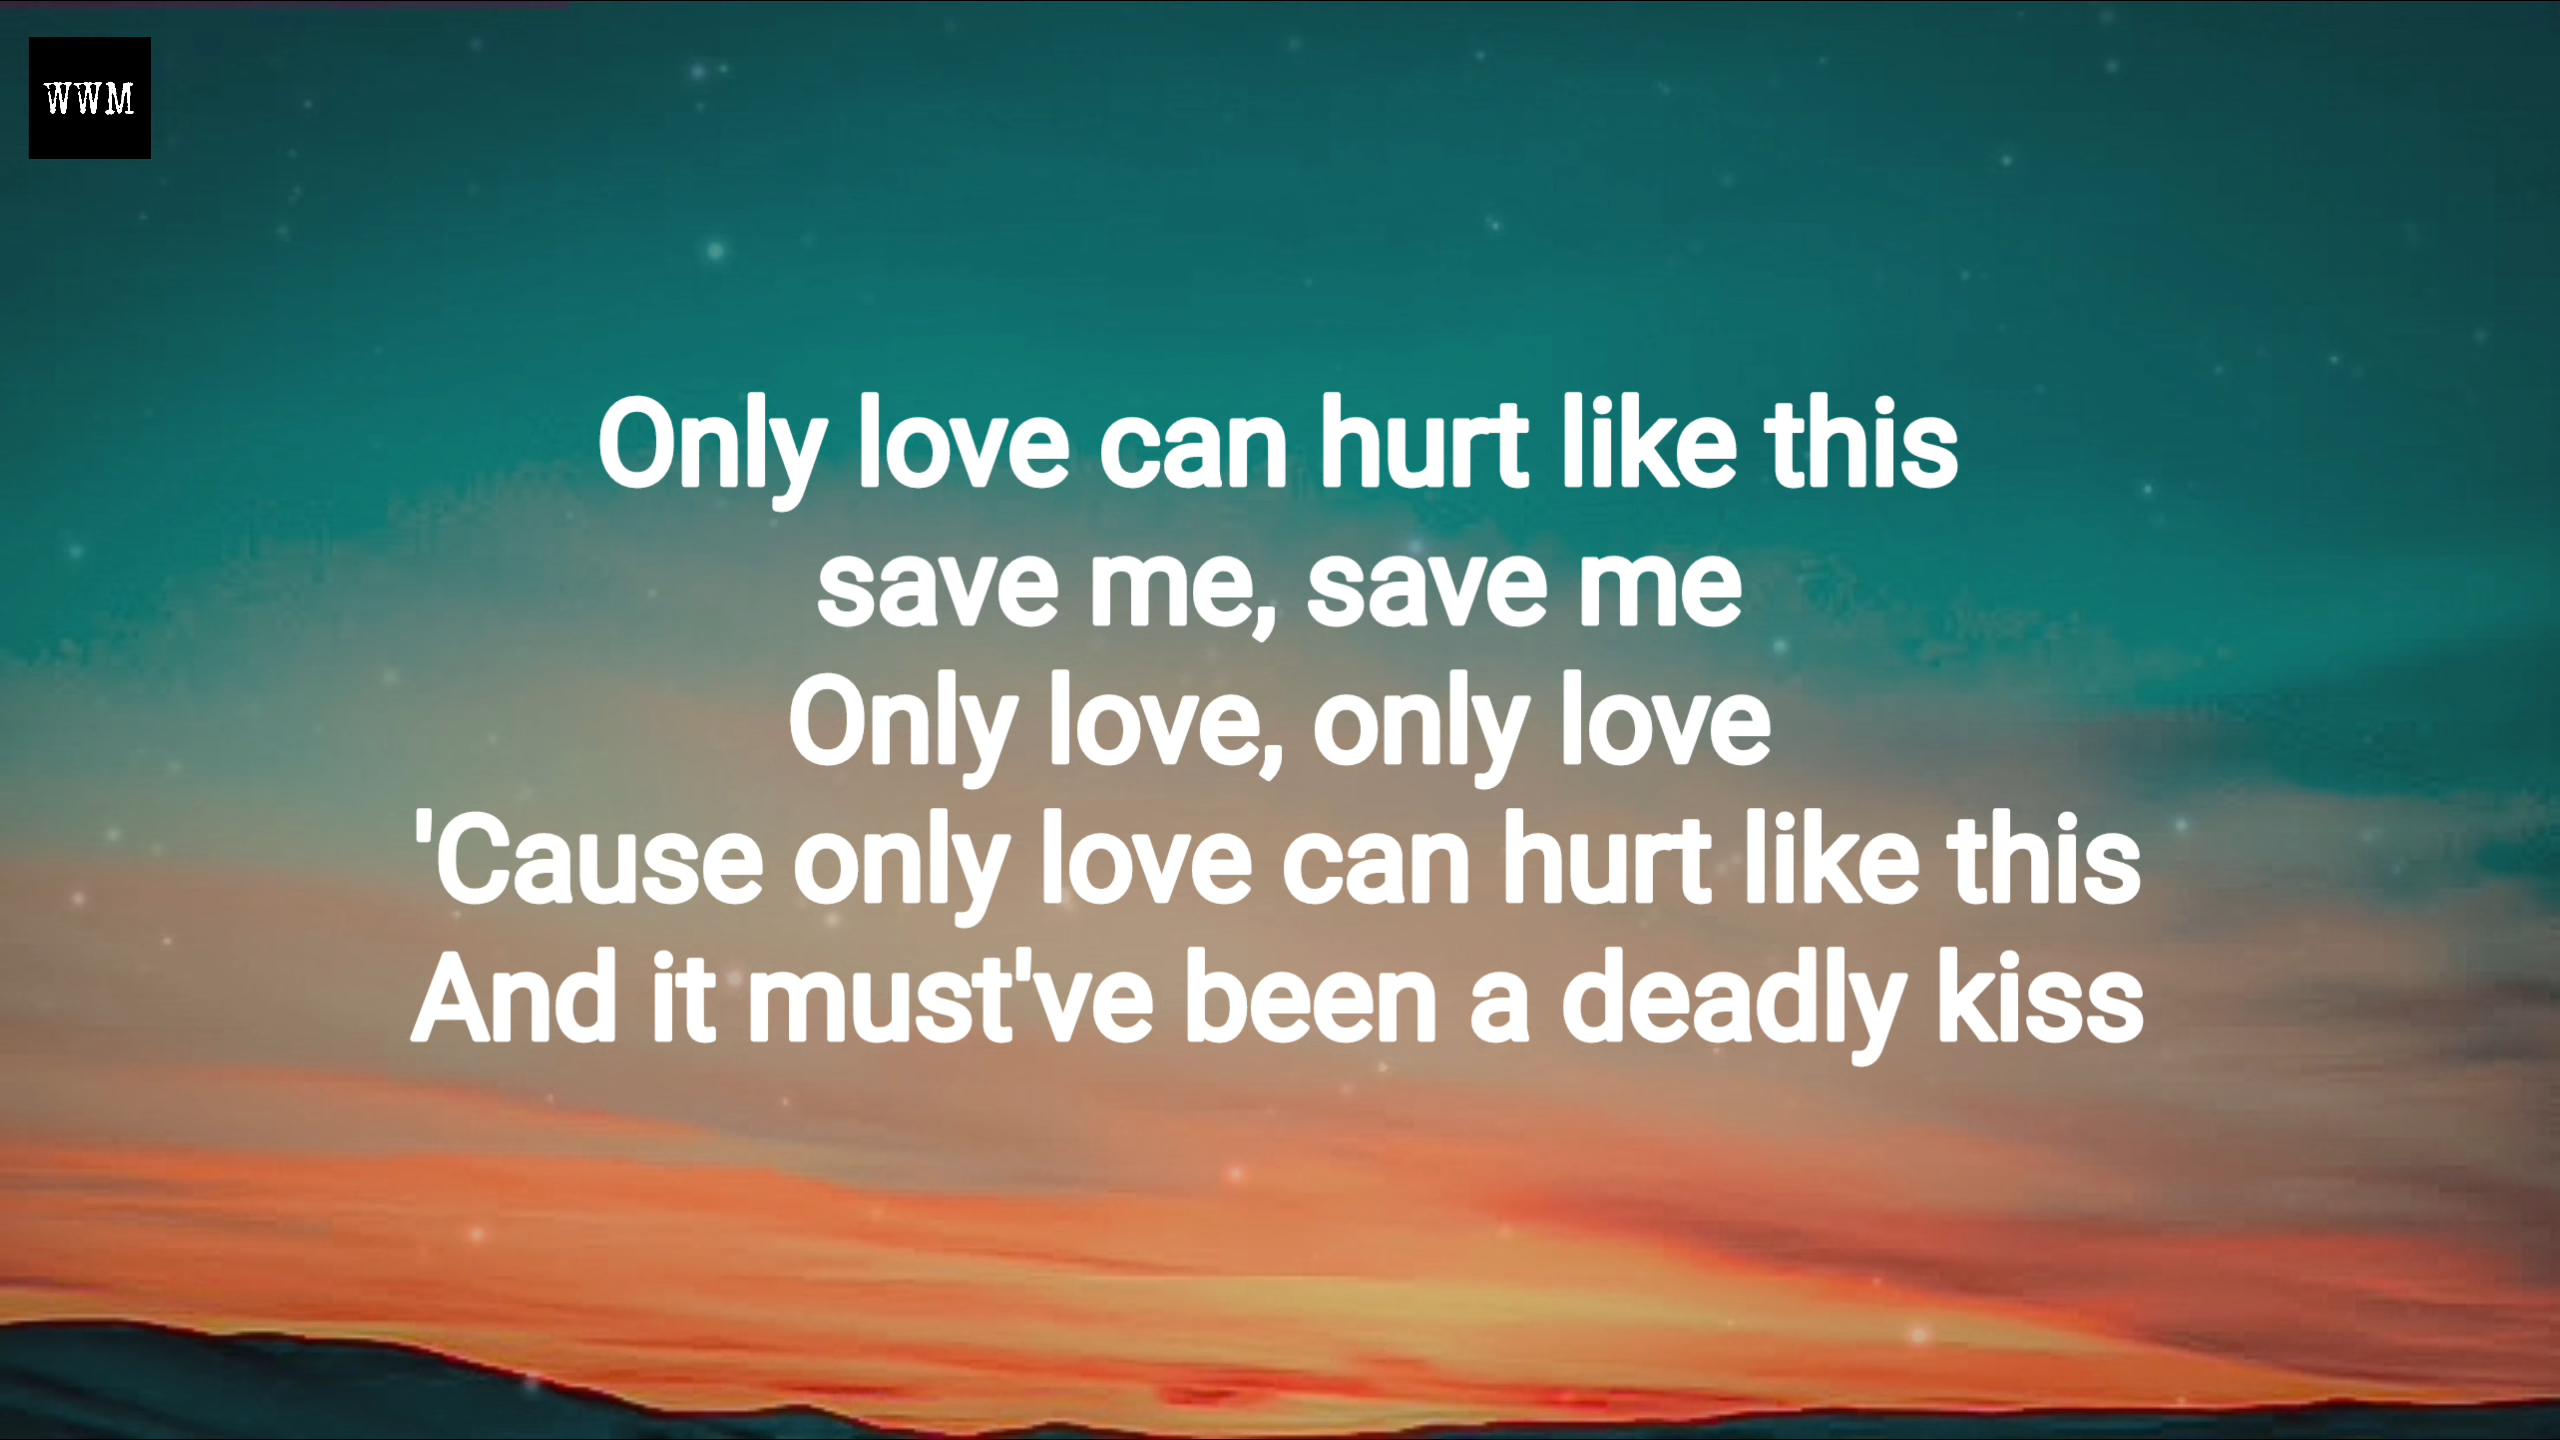 WWM
Only love can hurt like this
save me, save me
Only love, only love
'Cause only love can hurt like this
And it must've been a deadly kiss